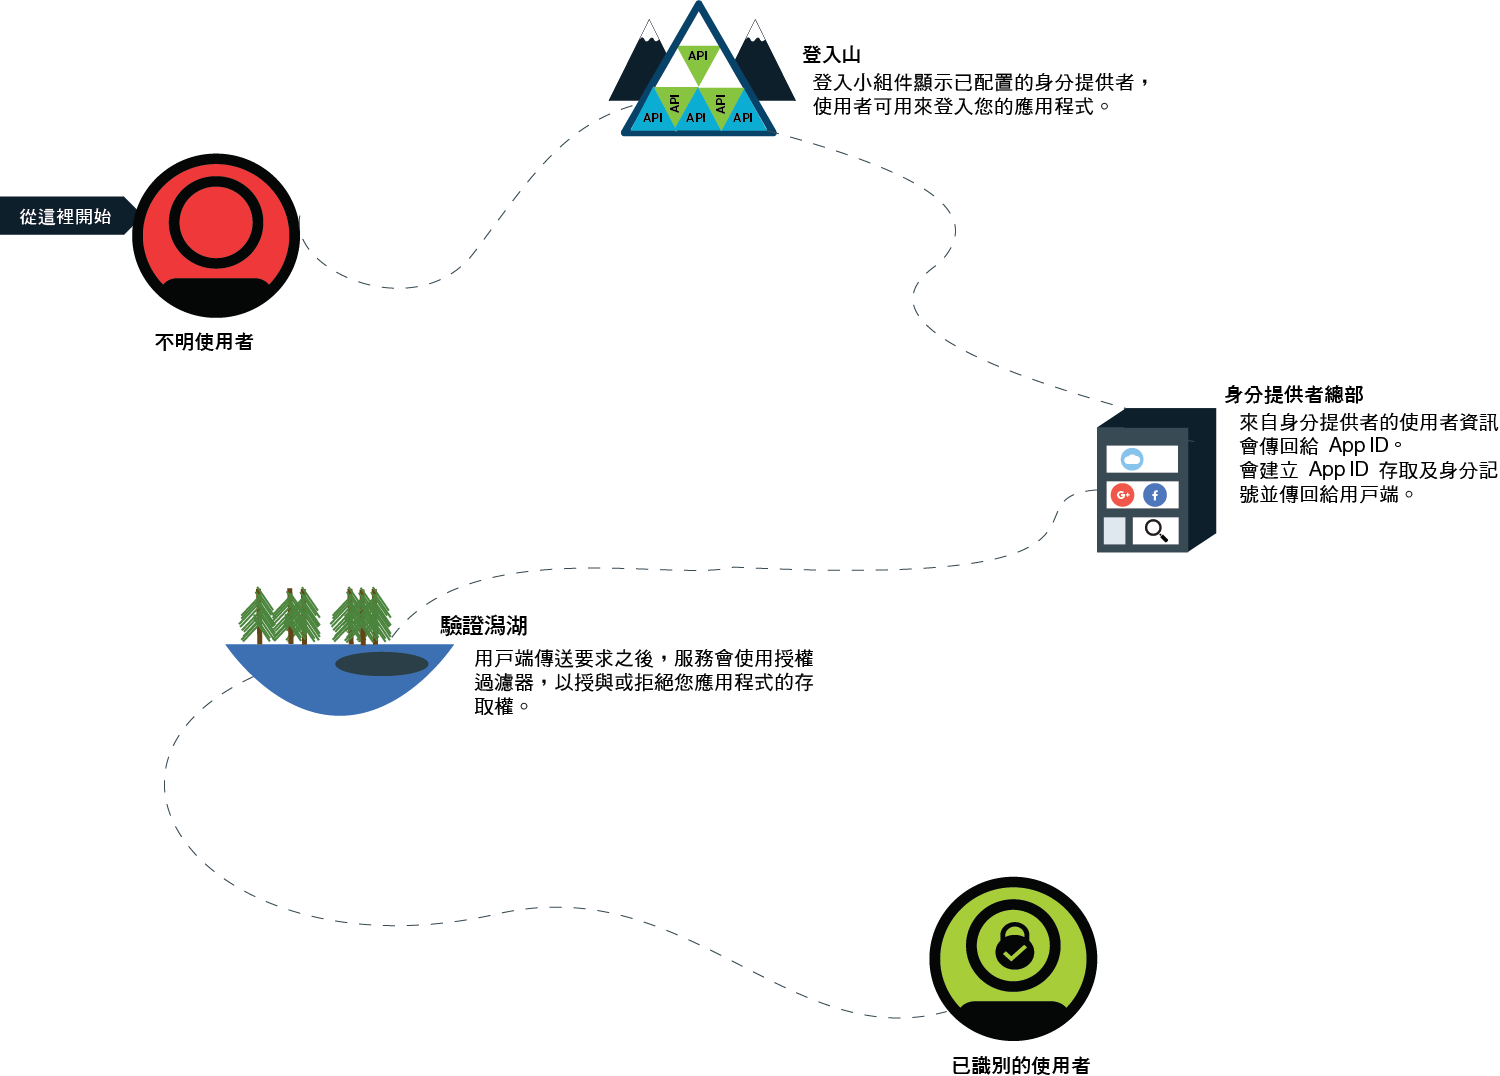 登入山
登入小組件顯示已配置的身分提供者，
使用者可用來登入您的應用程式。
API
API
API
API
API
API
從這裡開始
不明使用者
身分提供者總部
來自身分提供者的使用者資訊
會傳回給 App ID。
會建立 App ID 存取及身分記
號並傳回給用戶端。
G+
f
驗證潟湖
用戶端傳送要求之後，服務會使用授權
過濾器，以授與或拒絕您應用程式的存
取權。
已識別的使用者